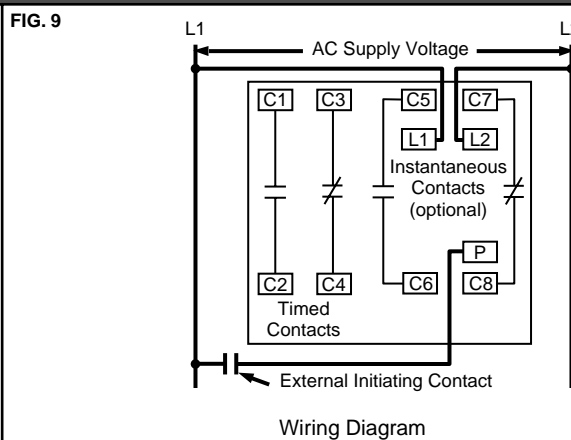 FIG. 9
L1
AC Supply Voltage
C1 C3 C5 C7
L1 L2
Instantaneous
Contacts
(optional)
P
C2 C4 C6 C8
Timed
Contacts
External Initiating Contact
Wiring Diagram